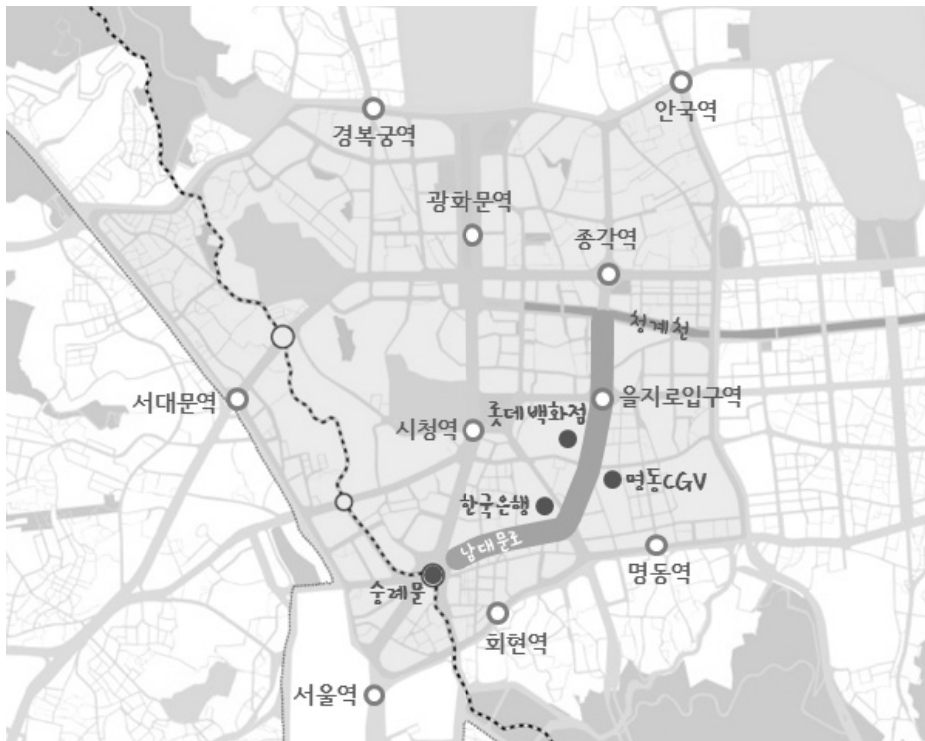 안국역
경복궁역
광화문역
종각역
청계천
서대문역
을지로입구역
롯데백화점
시청역
명동CGV
한국은행
남대문로
명동역
숭례문
회현역
서울역